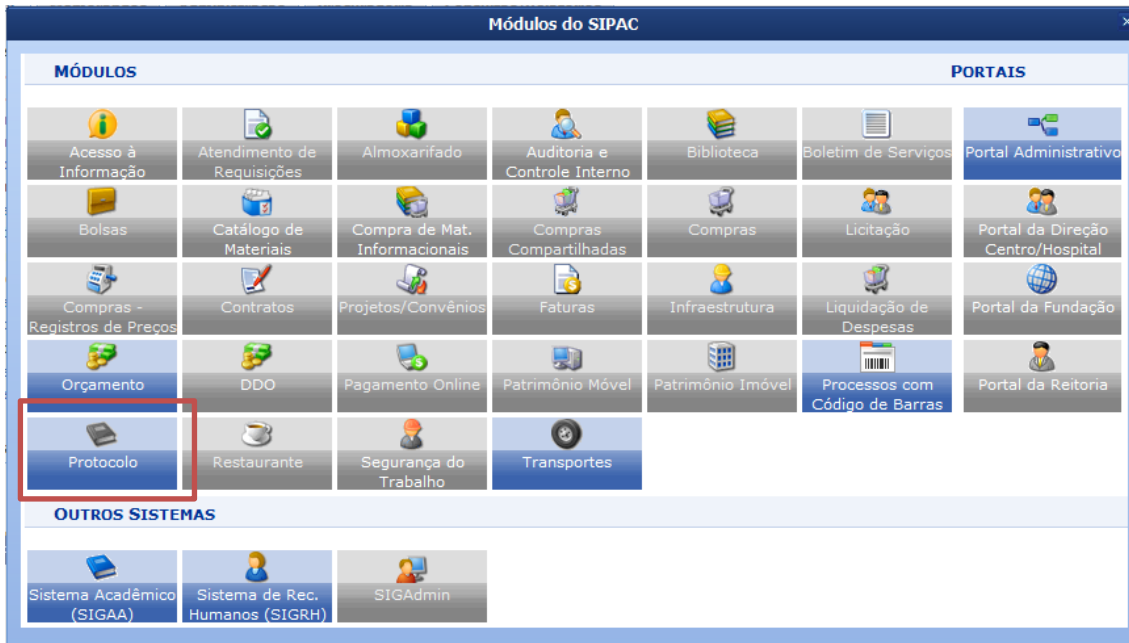 Módulos do SIPAC
MÓDULOS
PORTAIS
Acesso à
Informação
Atendimento de
Requisições
Almoxarifado
Auditoria e
Controle Interno
Biblioteca
Boletim de Serviços
Portal Administrativo
Bolsas
Catálogo de
Materiais
Compra de Mat.
Informacionais
Compras
Compartilhadas
Compras
Licitação
Portal da Direção
Centro/Hospital
Compras -
Registros de Preços
Contratos
Projetos/Convênios
Faturas
Infraestrutura
Liquidação de
Despesas
Portal da Fundação
Orçamento
DDO
Pagamento Online
Patrimônio Móvel
Patrimônio Imóvel
Processos com
Código de Barras
Portal da Reitoria
Protocolo
Restaurante
Segurança do
Trabalho
Transportes
OUTROS SISTEMAS
Sistema Acadêmico
(SIGAA)
Sistema de Rec.
Humanos (SIGRH)
SIGAdmin